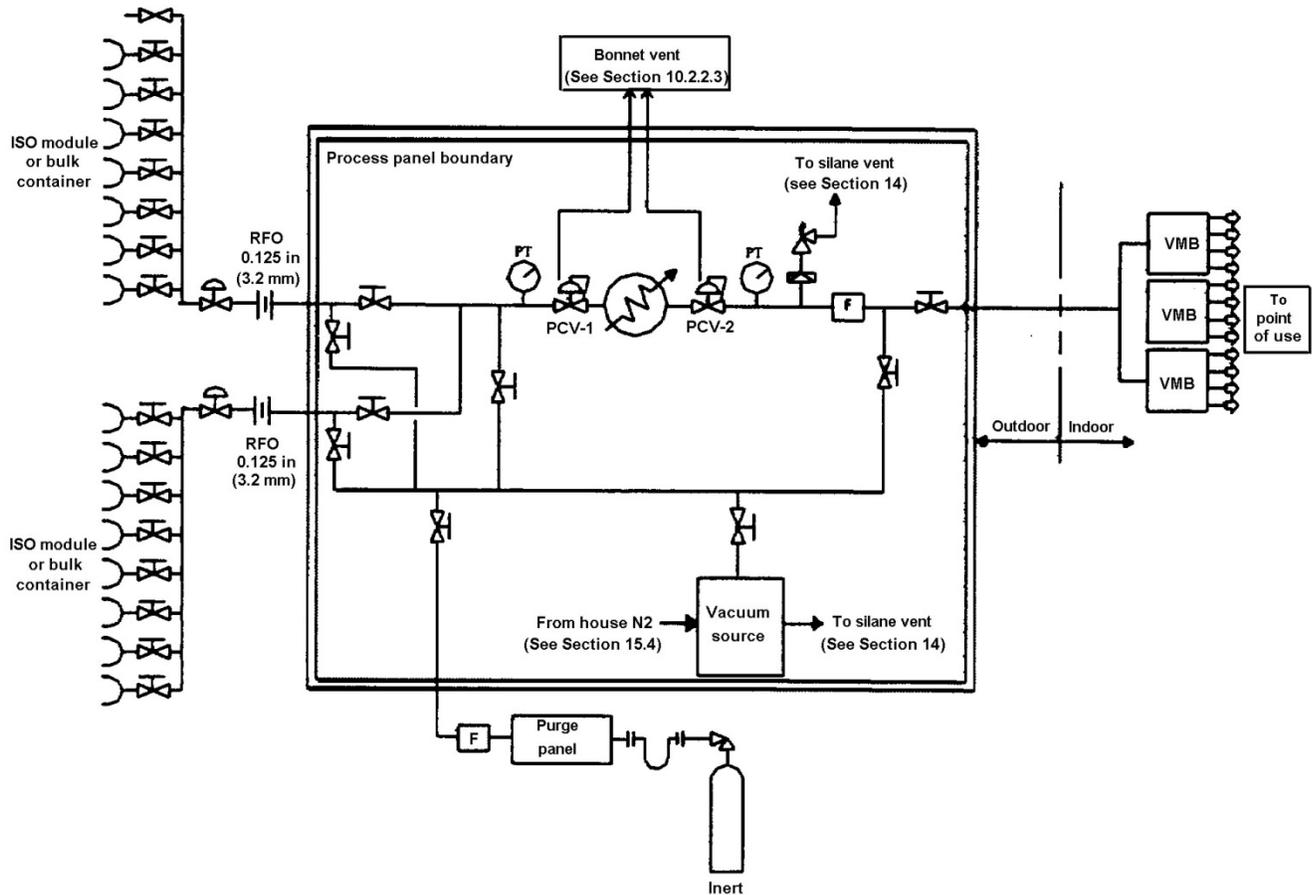 Bonnet vent
(See Section 10.2.2.3)
Process panel boundary
To silane vent
(see Section 14)
ISO module
or bulk
container
RFO
0.125 in
(3.2 mm)
PT
PT
PCV-1
PCV-2
F
VMB
VMB
VMB
To
point
of use
RFO
0.125 in
(3.2 mm)
Outdoor
Indoor
ISO module
or bulk
container
From house N2
(See Section 15.4)
Vacuum
source
To silane vent
(See Section 14)
F
Purge
panel
Inert